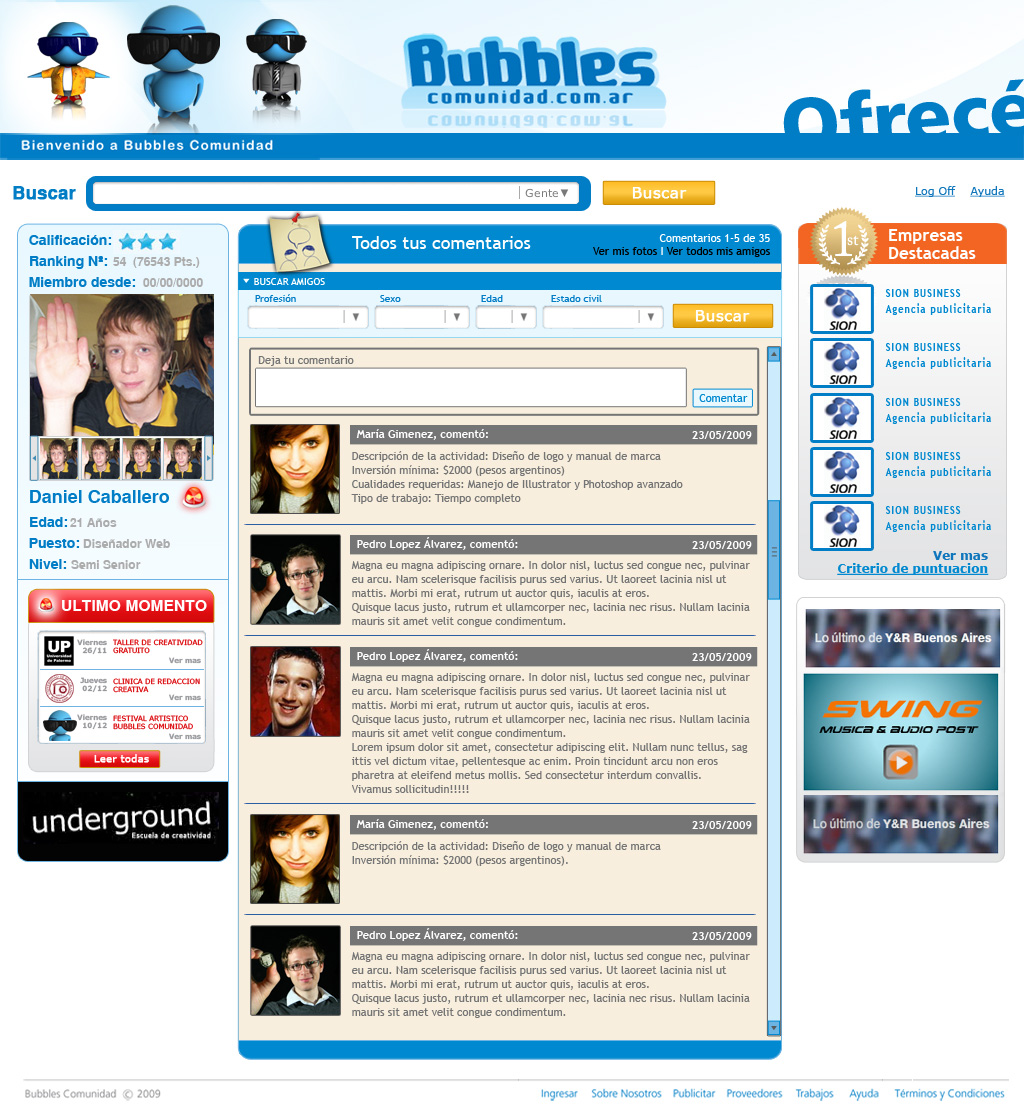 Bubbles
comunidad.com.ar
Ofrecé
Bienvenido a Bubbles Comunidad
Buscar
Gente
Buscar
Log Off
Ayuda
Calificación:
Ranking Nª: 54 (76543 Pts.)
Miembro desde: 00/00/0000
Daniel Caballero
Edad: 21 Años
Puesto: Diseñador Web
Nivel: Semi Senior
ULTIMO MOMENTO
UP
Universidad
de Palermo
Viernes
26/11
TALLER DE CREATIVIDAD
GRATUITO
Ver mas
Jueves
02/12
CLINICA DE REDACCION
CREATIVA
Ver mas
Viernes
10/12
FESTIVAL ARTISTICO
BUBBLES COMUNIDAD
Ver mas
Leer todas
underground
Escuela de creatividad
Todos tus comentarios
Comentarios 1-5 de 35
Ver mis fotos | Ver todos mis amigos
BUSCAR AMIGOS
Profesión
Sexo
Edad
Estado civil
Buscar
Deja tu comentario
Comentar
María Gimenez, comentó: 23/05/2009
Descripción de la actividad: Diseño de logo y manual de marca
Inversión mínima: $2000 (pesos argentinos)
Cualidades requeridas: Manejo de Illustrator y Photoshop avanzado
Tipo de trabajo: Tiempo completo
Pedro Lopez Álvarez, comentó: 23/05/2009
Magna eu magna adipiscing ornare. In dolor nisl, luctus sed congue nec, pulvinar
eu arcu. Nam scelerisque facilisis purus sed varius. Ut laoreet lacinia nisl ut
mattis. Morbi mi erat, rutrum ut auctor quis, iaculis at eros.
Quisque lacus justo, rutrum et ullamcorper nec, lacinia nec risus. Nullam lacinia
mauris sit amet velit congue condimentum.
Pedro Lopez Álvarez, comentó: 23/05/2009
Magna eu magna adipiscing ornare. In dolor nisl, luctus sed congue nec, pulvinar
eu arcu. Nam scelerisque facilisis purus sed varius. Ut laoreet lacinia nisl ut
mattis. Morbi mi erat, rutrum ut auctor quis, iaculis at eros.
Quisque lacus justo, rutrum et ullamcorper nec, lacinia nec risus. Nullam lacinia
mauris sit amet velit congue condimentum.
Lorem ipsum dolor sit amet, consectetur adipiscing elit. Nullam nunc tellus, sag
ittis vel dictum vitae, pellentesque ac enim. Proin tincidunt arcu non eros
pharetra at eleifend metus mollis. Sed consectetur interdum convallis.
Vivamus sollicitudin!!!!!
María Gimenez, comentó: 23/05/2009
Descripción de la actividad: Diseño de logo y manual de marca
Inversión mínima: $2000 (pesos argentinos).
Pedro Lopez Álvarez, comentó: 23/05/2009
Magna eu magna adipiscing ornare. In dolor nisl, luctus sed congue nec, pulvinar
eu arcu. Nam scelerisque facilisis purus sed varius. Ut laoreet lacinia nisl ut
mattis. Morbi mi erat, rutrum ut auctor quis, iaculis at eros.
Quisque lacus justo, rutrum et ullamcorper nec, lacinia nec risus. Nullam lacinia
mauris sit amet velit congue condimentum.
1st
Empresas
Destacadas
SION
SION BUSINESS
Agencia publicitaria
SION
SION BUSINESS
Agencia publicitaria
SION
SION BUSINESS
Agencia publicitaria
SION
SION BUSINESS
Agencia publicitaria
SION
SION BUSINESS
Agencia publicitaria
Ver mas
Criterio de puntuacion
Lo último de Y&R Buenos Aires
SWING
MUSICA & AUDIO POST
Lo último de Y&R Buenos Aires
Bubbles Comunidad © 2009
Ingresar Sobre Nosotros Publicitar Proveedores Trabajos Ayuda Términos y Condiciones